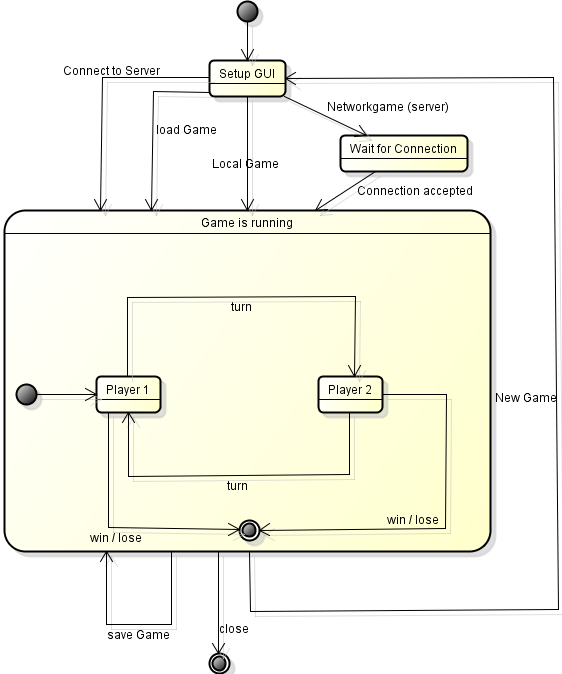 Connect to Server
Setup GUI
Networkgame (server)
load Game
Wait for Connection
Local Game
Connection accepted
Game is running
turn
Player 1
Player 2
New Game
turn
win / lose
win / lose
save Game
close